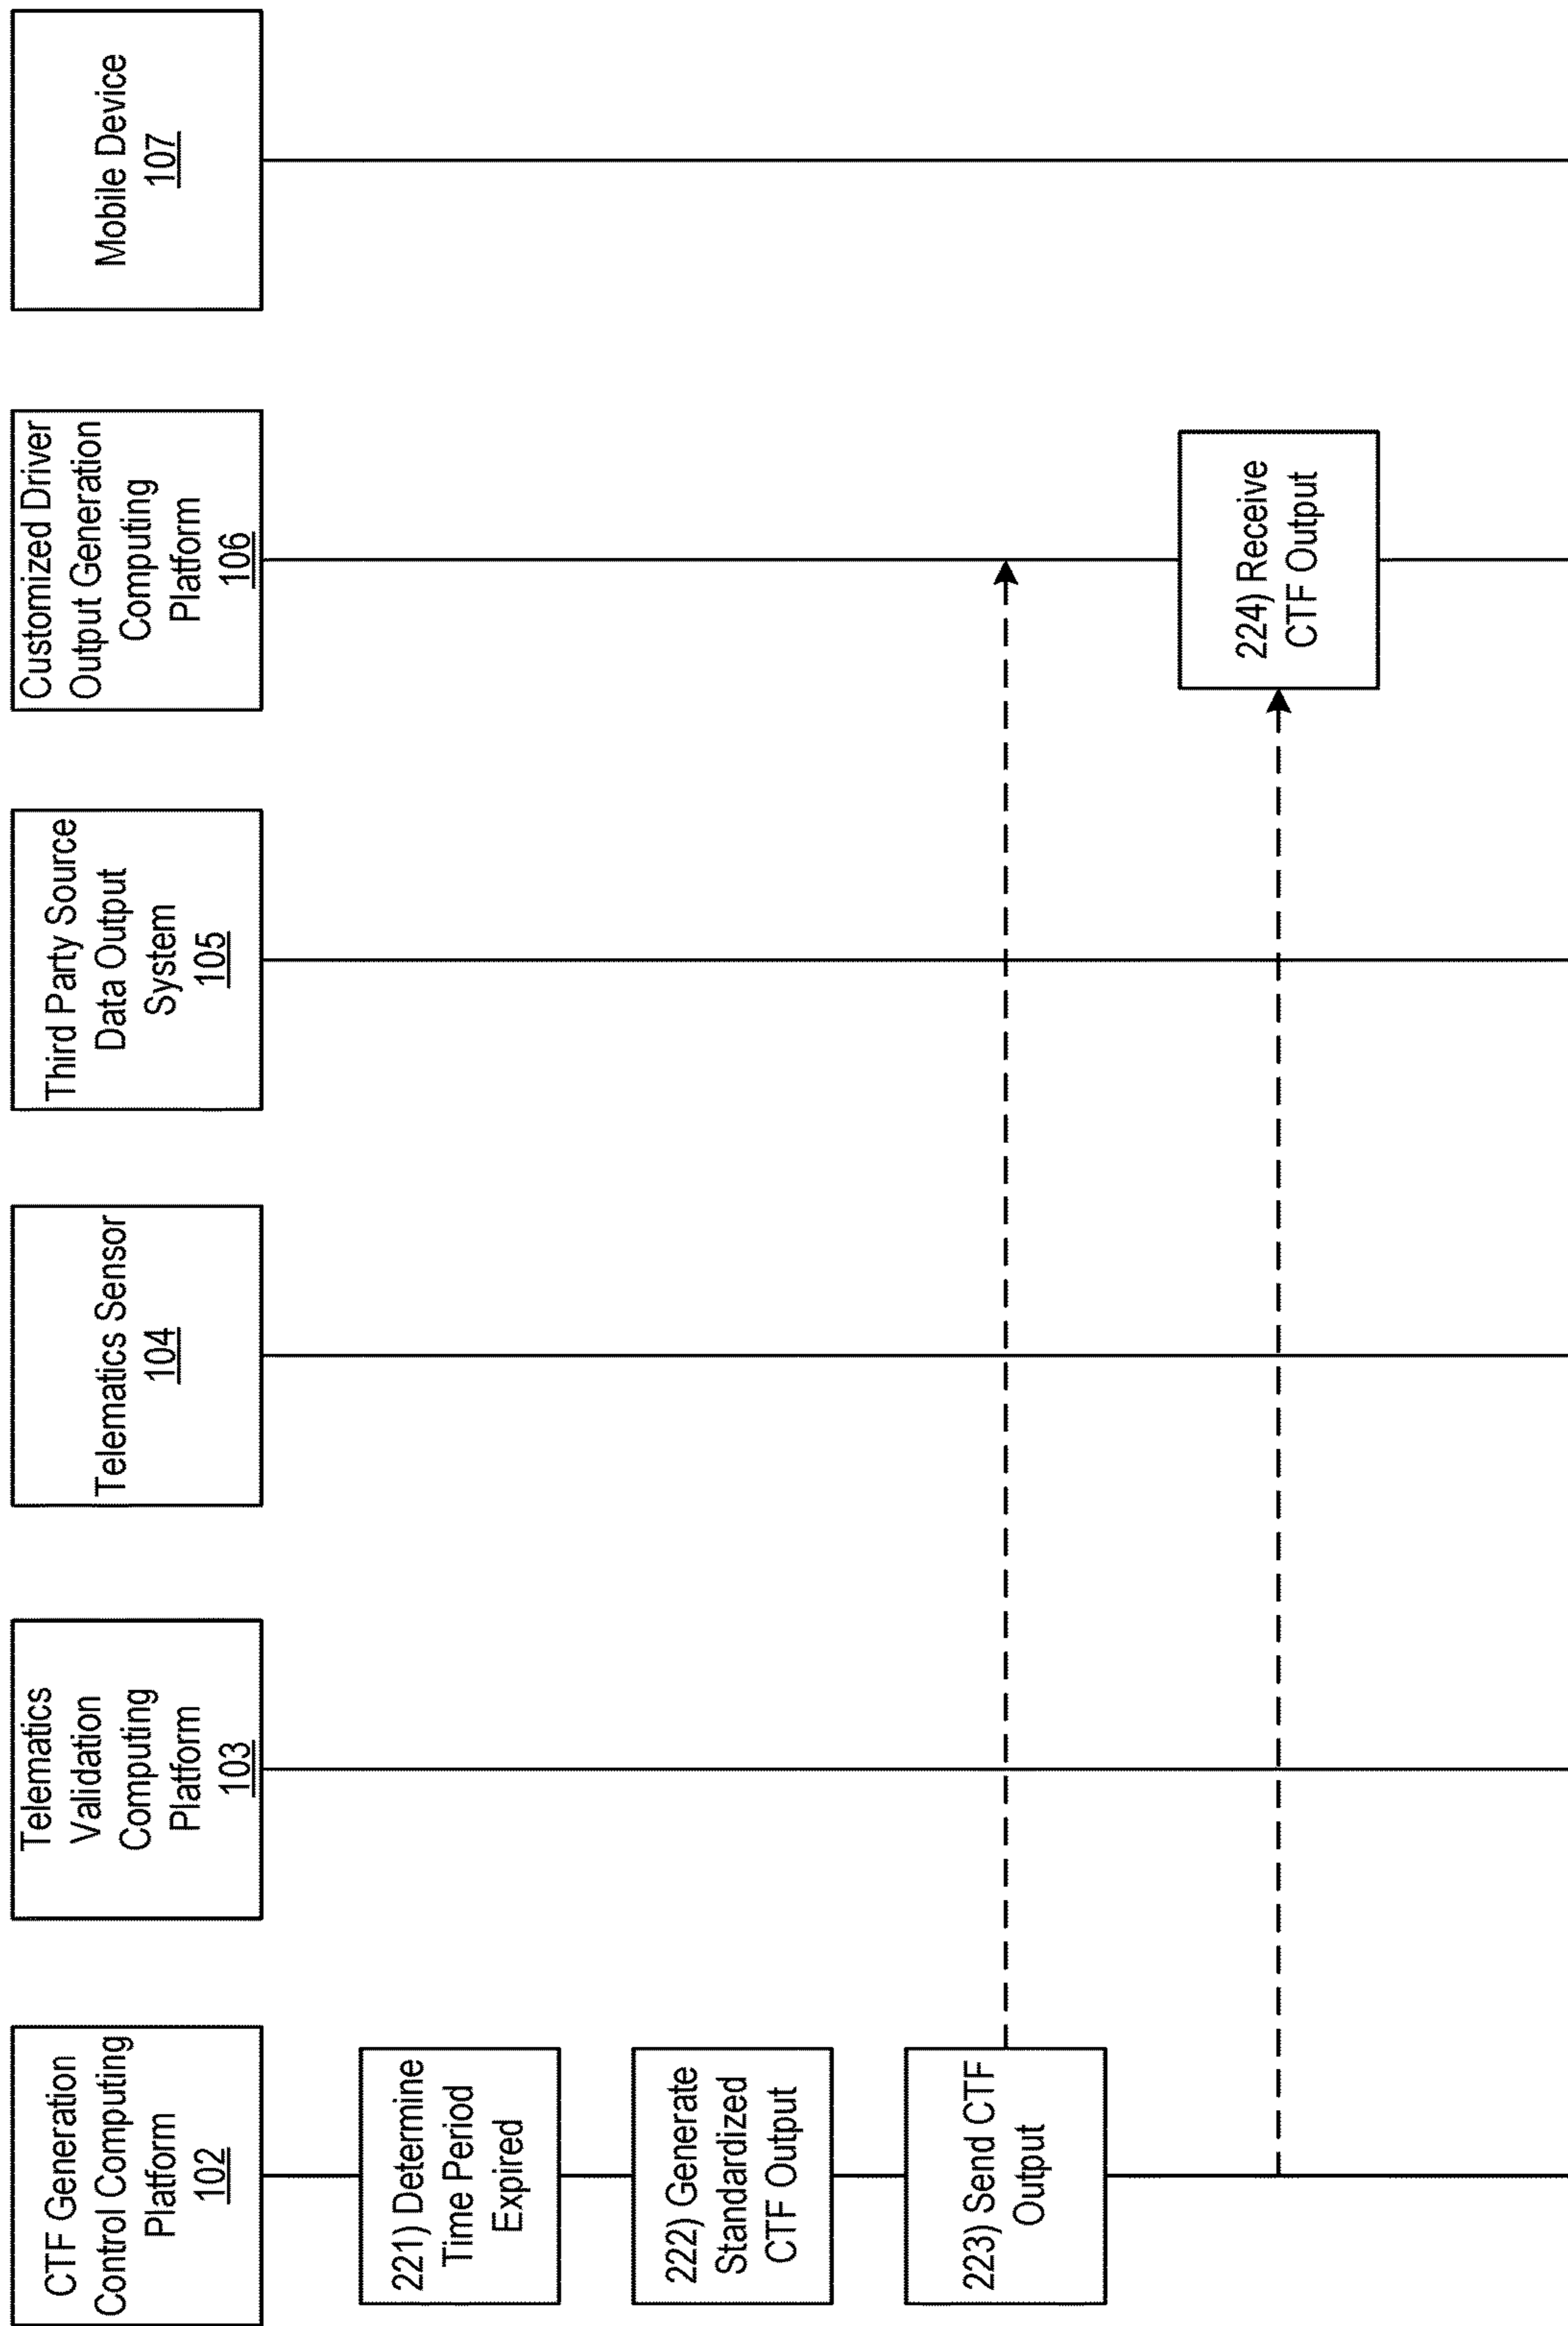 CTF Generation
Control Computing
Platform
102
Telematics
Validation
Computing
Platform
103
Telematics Sensor
104
Third Party Source
Data Output
System
105
Customized Driver
Output Generation
Computing
Platform
106
Mobile Device
107
221) Determine
Time Period
Expired
222) Generate
Standardized
CTF Output
223) Send CTF
Output
224) Receive
CTF Output